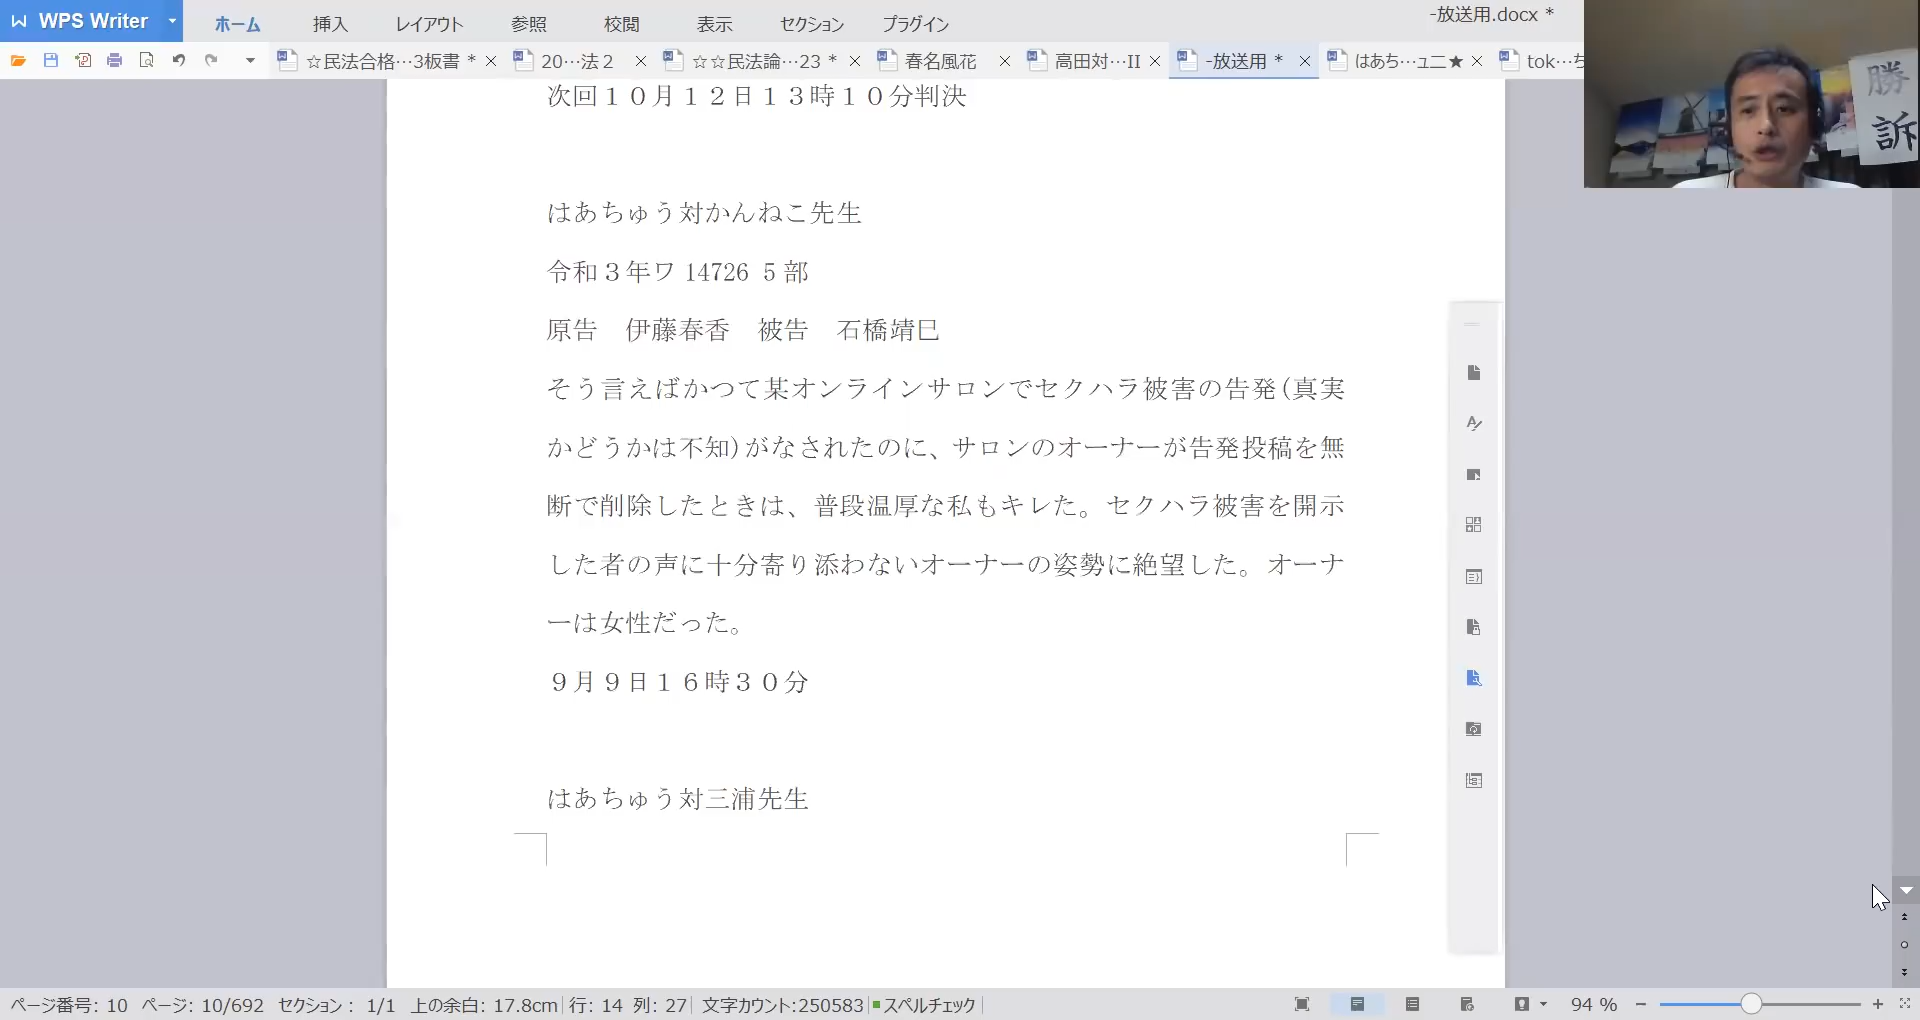 WPS Writer
ホーム
挿入
レイアウト
参照
校閲
表示
セクション
プラグイン
-放送用.docx *
☆民法合格…3板書 *
20…法２
☆☆民法論…23 *
春名風花
高田対…II
-放送用 *
はあち…ュニ★
tok…ち
勝
訴
次回１０月１２日１３時１０分判決
はあちゅう対かんねこ先生
令和３年ワ 14726 ５部
原告　伊藤春香　被告　石橋靖巳
そう言えばかつて某オンラインサロンでセクハラ被害の告発(真実
かどうかは不知)がなされたのに、サロンのオーナーが告発投稿を無
断で削除したときは、普段温厚な私もキレた。セクハラ被害を開示
した者の声に十分寄り添わないオーナーの姿勢に絶望した。オーナ
ーは女性だった。
９月９日１６時３０分
はあちゅう対三浦先生
ページ番号: 10 ページ: 10/692 セクション : 1/1 上の余白: 17.8cm 行: 14 列: 27 文字カウント:250583 スペルチェック 94 %